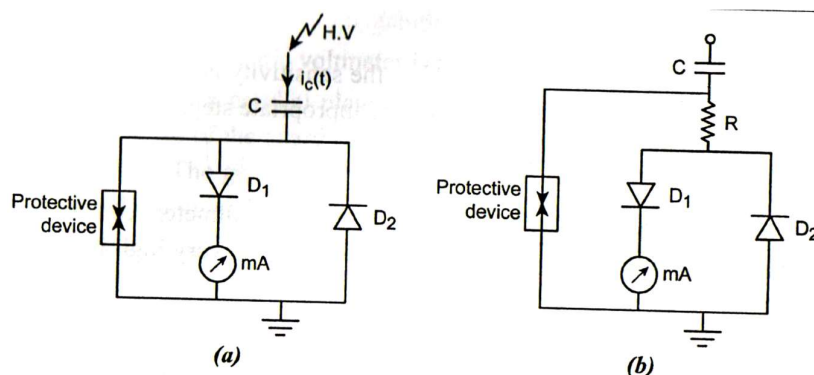 H.V
i_c(t)
C
Protective
device
D₁
D₂
mA
(a)
C
R
Protective
device
D₁
D₂
mA
(b)